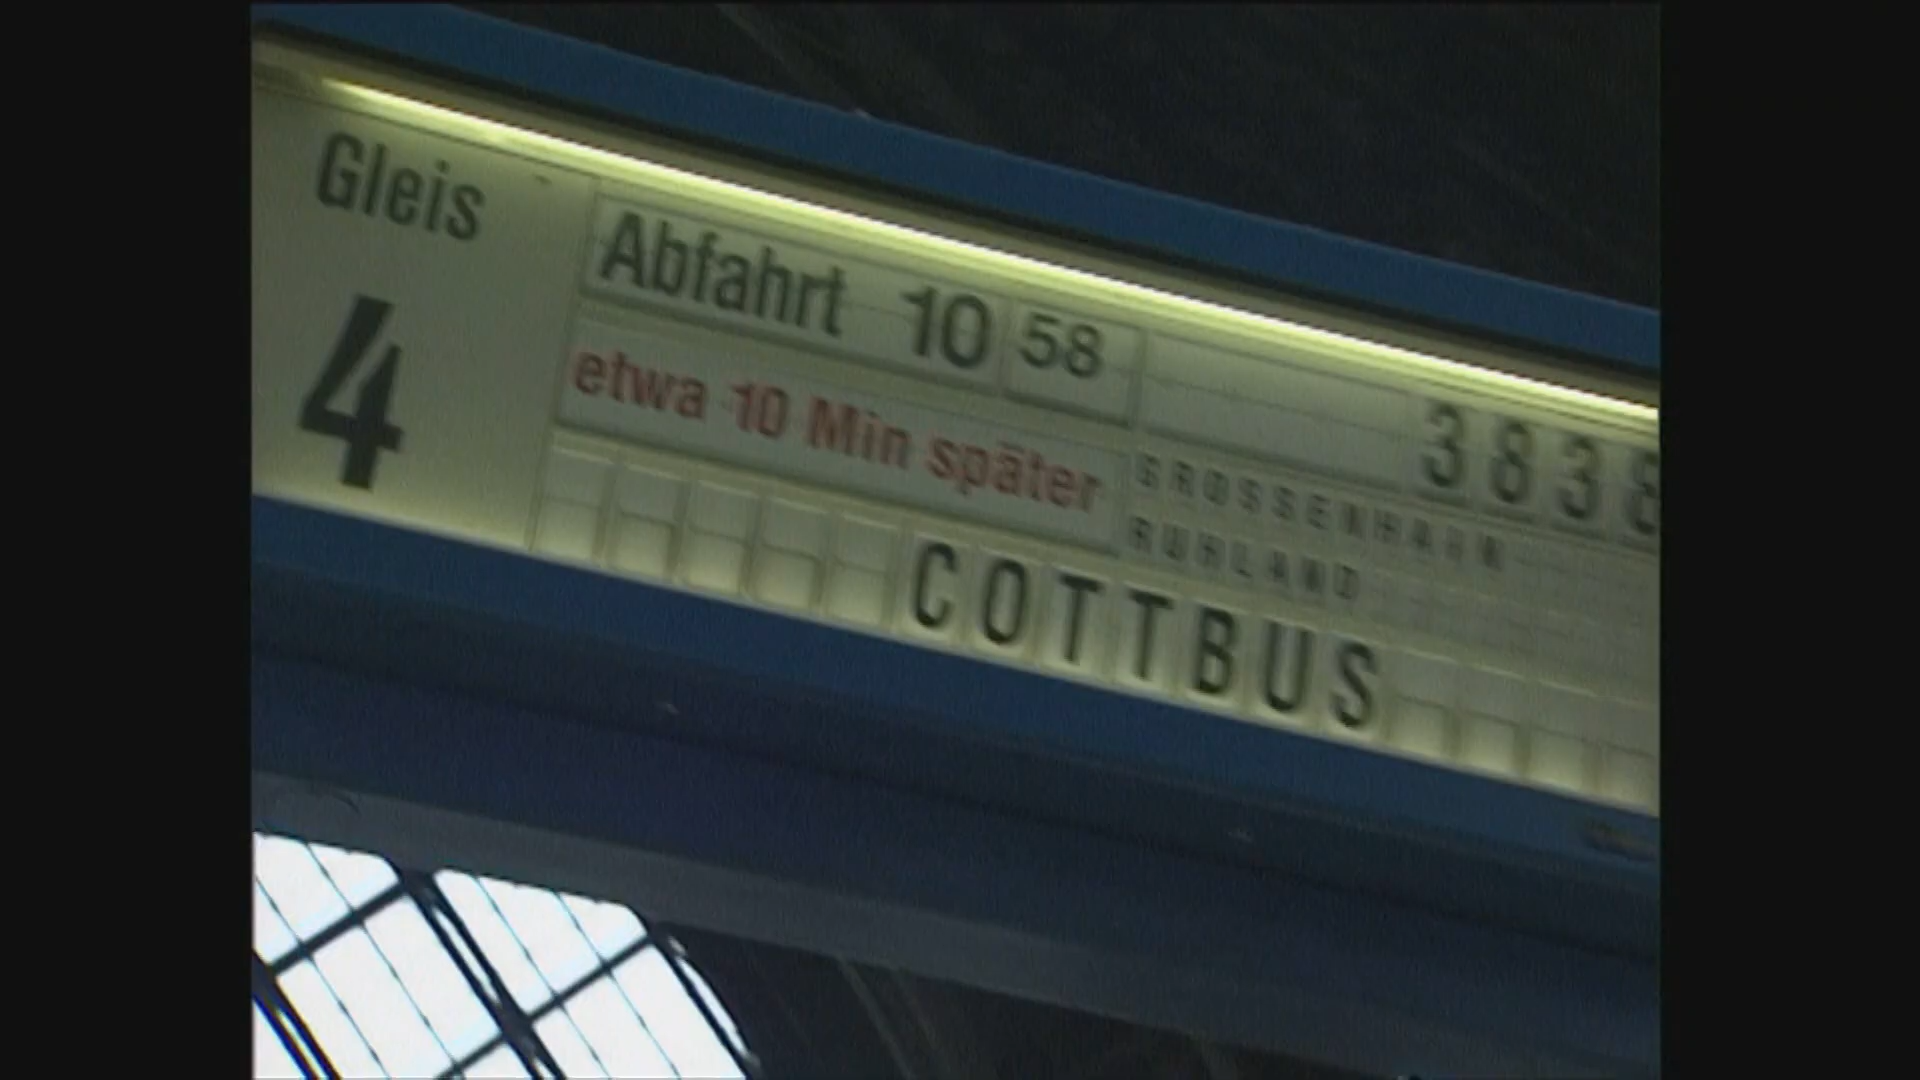 Gleis
4
Abfahrt 10 58
etwa 10 Min später
3838
GROSSENHAIN
RUHLAND
COTTBUS